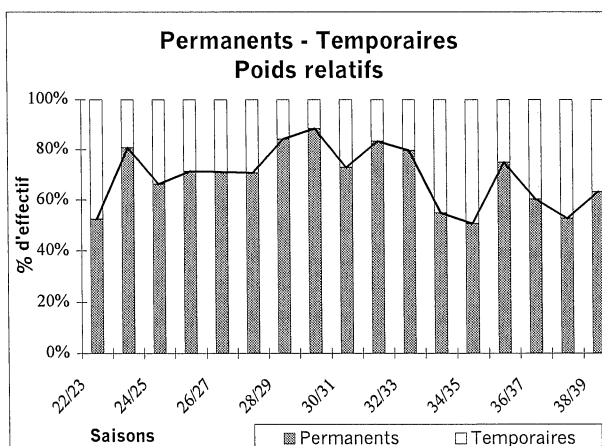 Permanents - Temporaires
Poids relatifs
% d'effectif
100%
80%
60%
40%
20%
0%
22/23
24/25
26/27
28/29
30/31
32/33
34/35
36/37
38/39
Saisons
Permanents
Temporaires